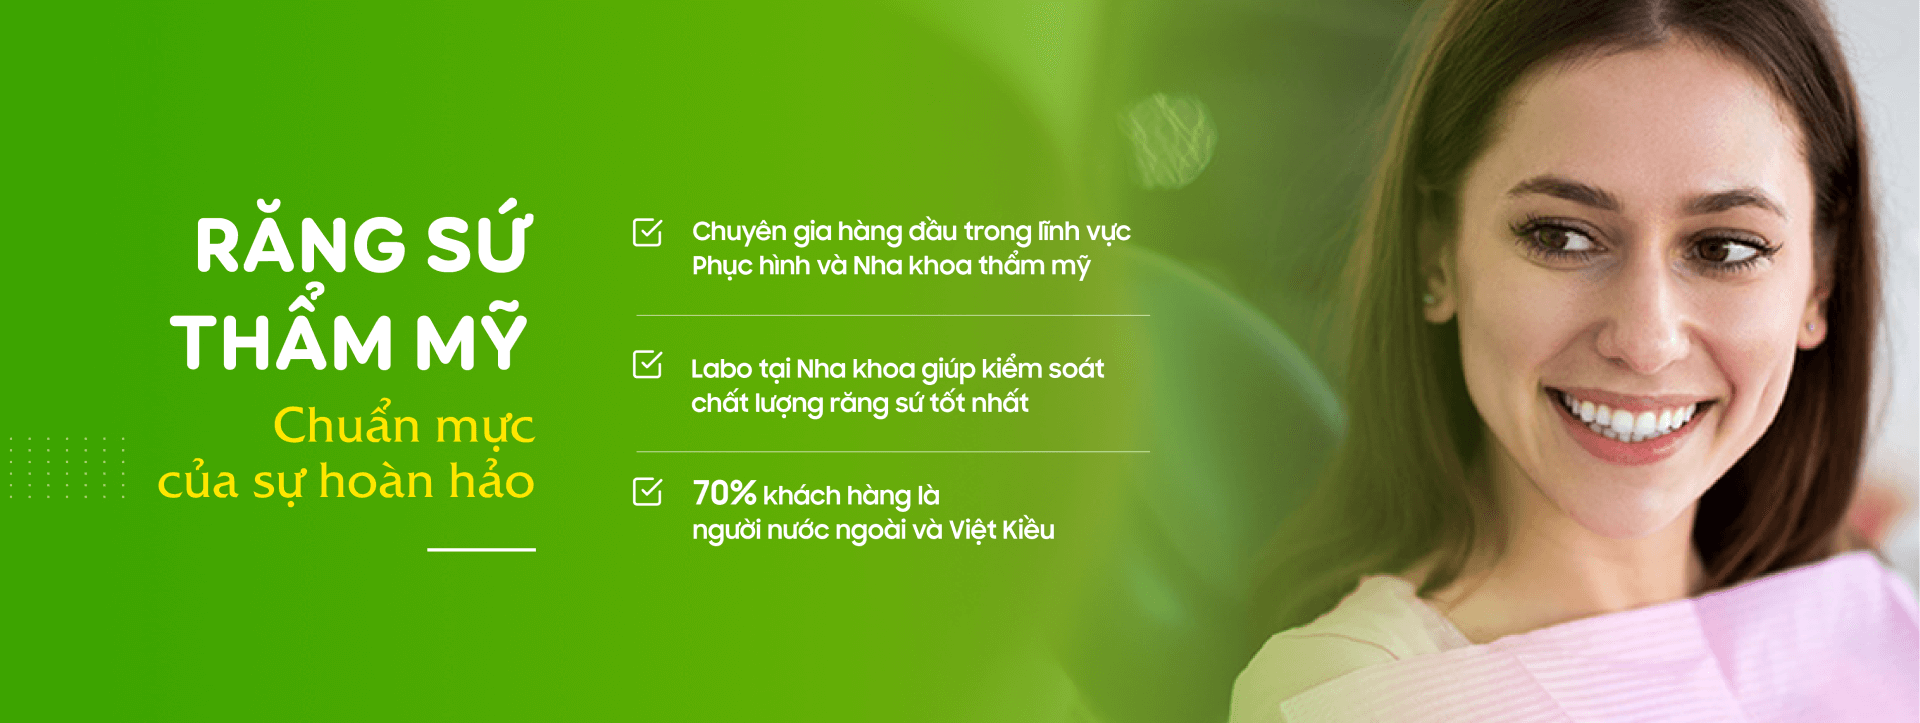 RĂNG SỨ
THẨM MỸ
Chuẩn mực
của sự hoàn hảo
Chuyên gia hàng đầu trong lĩnh vực
Phục hình và Nha khoa thẩm mỹ
Labo tại Nha khoa giúp kiểm soát
chất lượng răng sứ tốt nhất
70% khách hàng là
người nước ngoài và Việt Kiều